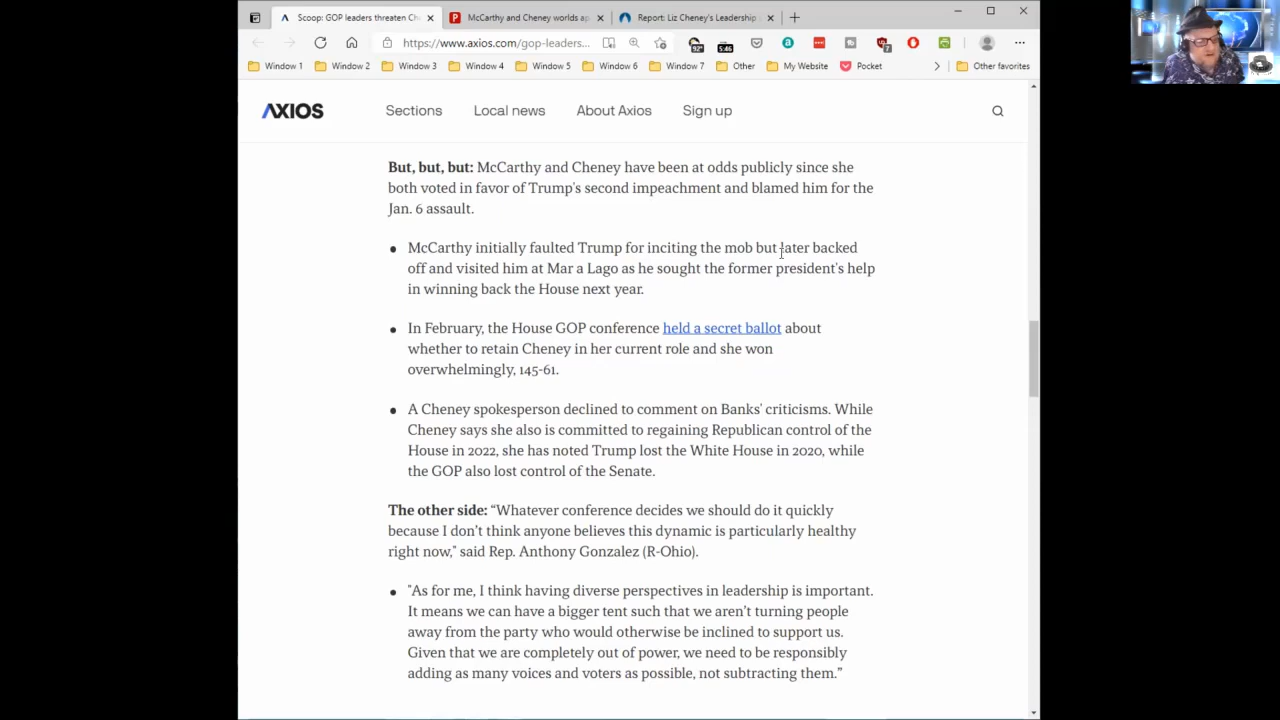 Scoop: GOP leaders threaten Ch
McCarthy and Cheney worlds ap
Report: Liz Cheney's Leadership
https://www.axios.com/gop-leaders...
92°
5:46
7
Window 1
Window 2
Window 3
Window 4
Window 5
Window 6
Window 7
Other
My Website
Pocket
Other favorites
AXIOS
Sections
Local news
About Axios
Sign up
But, but, but: McCarthy and Cheney have been at odds publicly since she
both voted in favor of Trump's second impeachment and blamed him for the
Jan. 6 assault.
McCarthy initially faulted Trump for inciting the mob but later backed
off and visited him at Mar a Lago as he sought the former president's help
in winning back the House next year.
In February, the House GOP conference held a secret ballot about
whether to retain Cheney in her current role and she won
overwhelmingly, 145-61.
A Cheney spokesperson declined to comment on Banks' criticisms. While
Cheney says she also is committed to regaining Republican control of the
House in 2022, she has noted Trump lost the White House in 2020, while
the GOP also lost control of the Senate.
The other side: “Whatever conference decides we should do it quickly
because I don’t think anyone believes this dynamic is particularly healthy
right now," said Rep. Anthony Gonzalez (R-Ohio).
"As for me, I think having diverse perspectives in leadership is important.
It means we can have a bigger tent such that we aren’t turning people
away from the party who would otherwise be inclined to support us.
Given that we are completely out of power, we need to be responsibly
adding as many voices and voters as possible, not subtracting them.”